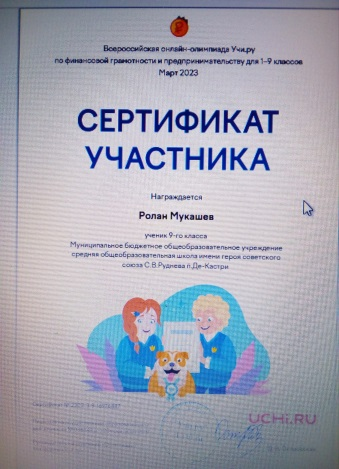 Всероссийская онлайн-олимпиада Учи.ру
по финансовой грамотности и предпринимательству для 1-9 классов
Март 2023
СЕРТИФИКАТ
УЧАСТНИКА
Награждается
Ролан Мукашев
ученик 9-го класса
Муниципальное бюджетное общеобразовательное учреждение
средняя общеобразовательная школа имени героя советского
союза С.В.Руднева п.Де-Кастри
UCHi.RU